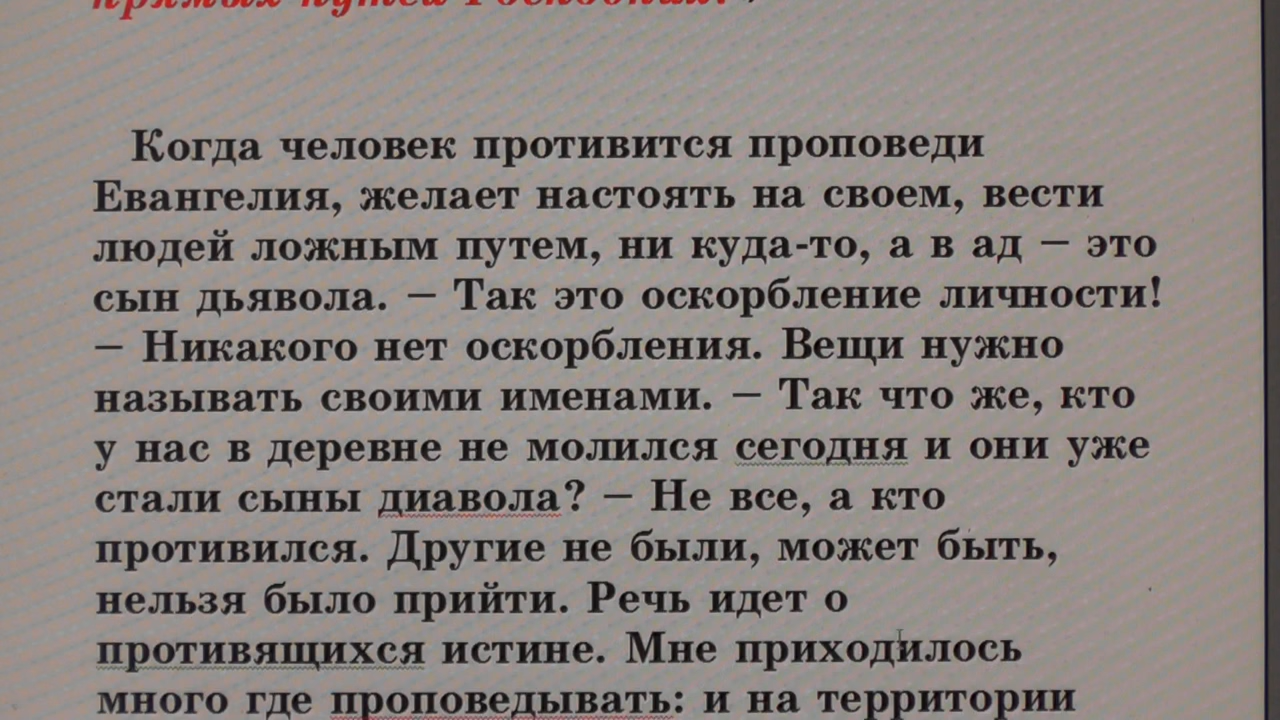 прямых путей Господних?
Когда человек противится проповеди
Евангелия, желает настоять на своем, вести
людей ложным путем, ни куда-то, а в ад – это
сын дьявола. – Так это оскорбление личности!
– Никакого нет оскорбления. Вещи нужно
называть своими именами. – Так что же, кто
у нас в деревне не молился сегодня и они уже
стали сыны диавола? – Не все, а кто
противился. Другие не были, может быть,
нельзя было прийти. Речь идет о
противящихся истине. Мне приходилось
много где проповедывать: и на территории